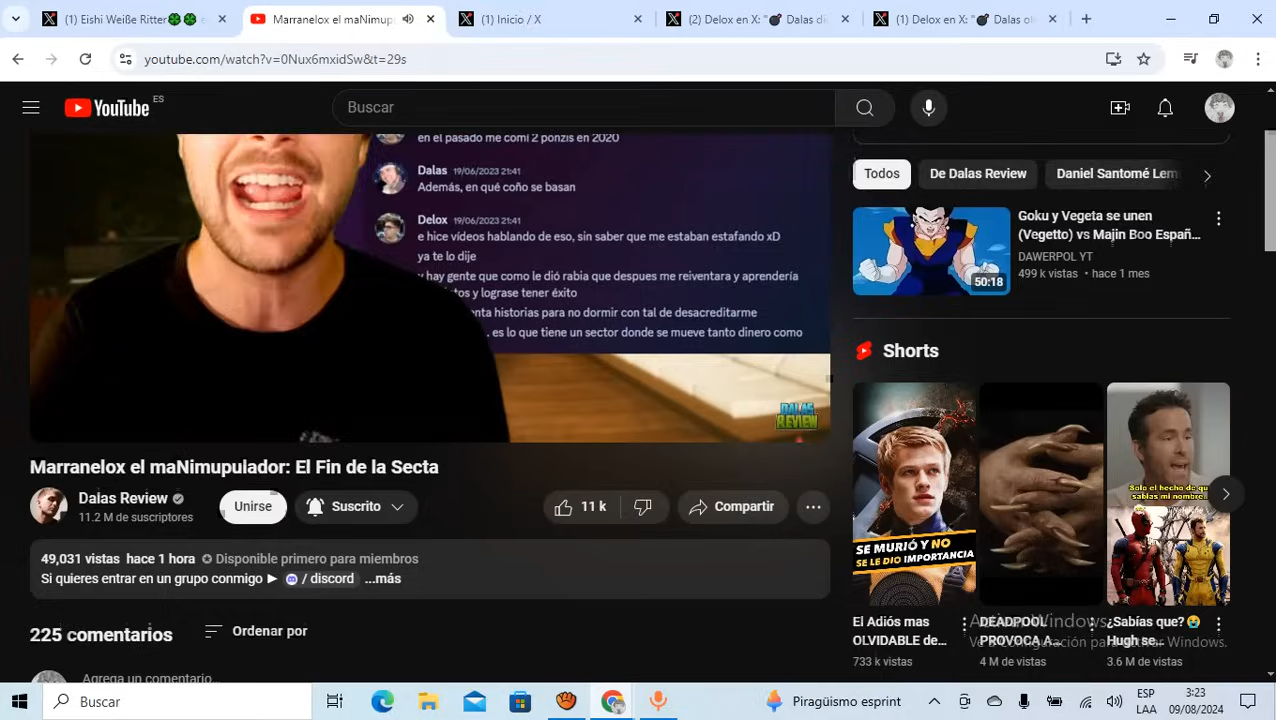 (1) Eishi Weiße Ritter🍀🍀 e
Marranelox el maNimupu
(1) Inicio / X
(2) Delox en X: "💣 Dalas di
(1) Delox en X: "💣 Dalas ol
youtube.com/watch?v=0Nux6mxidSw&t=29s
YouTube ES
Buscar
en el pasado me comí 2 ponzis en 2020
Dalas 19/06/2023 21:41
Además, en qué coño se basan
Delox 19/06/2023 21:41
e hice vídeos hablando de eso, sin saber que me estaban estafando xD
ya te lo dije
y hay gente que como le dió rabia que despues me reiventara y aprendería
tos y lograse tener éxito
enta historias para no dormir con tal de desacreditarme
. es lo que tiene un sector donde se mueve tanto dinero como
DALAS
REVIEW
Marranelox el maNimupulador: El Fin de la Secta
Dalas Review
11.2 M de suscriptores
Unirse
Suscrito
11 k
Compartir
49,031 vistas hace 1 hora Disponible primero para miembros
Si quieres entrar en un grupo conmigo ► / discord ...más
225 comentarios
Ordenar por
Agrega un comentario...
Todos
De Dalas Review
Daniel Santomé Lem
50:18
Goku y Vegeta se unen
(Vegetto) vs Majin Boo Españ...
DAWERPOL YT
499 k vistas • hace 1 mes
Shorts
SE MURIÓ Y NO
SE LE DIO IMPORTANCIA
Solo el hecho de que
sabías mi nombre.
El Adiós mas
OLVIDABLE de...
733 k vistas
DEADPOOL
PROVOCA A...
4 M de vistas
¿Sabías que?😭
Hugh se...
3.6 M de vistas
Activar Windows
Ve a Configuración para activar Windows.
Buscar
Piragüismo esprint
ESP
LAA
3:23
09/08/2024